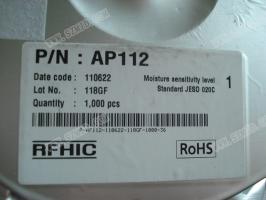 P/N : AP112
Date code : 110622
Moisture sensitivity level
1
Lot No. : 118GF
Standard JESD 020C
Quantity : 1,000 pcs
AP112-110622-118GF-1000-36
RFHIC
RoHS